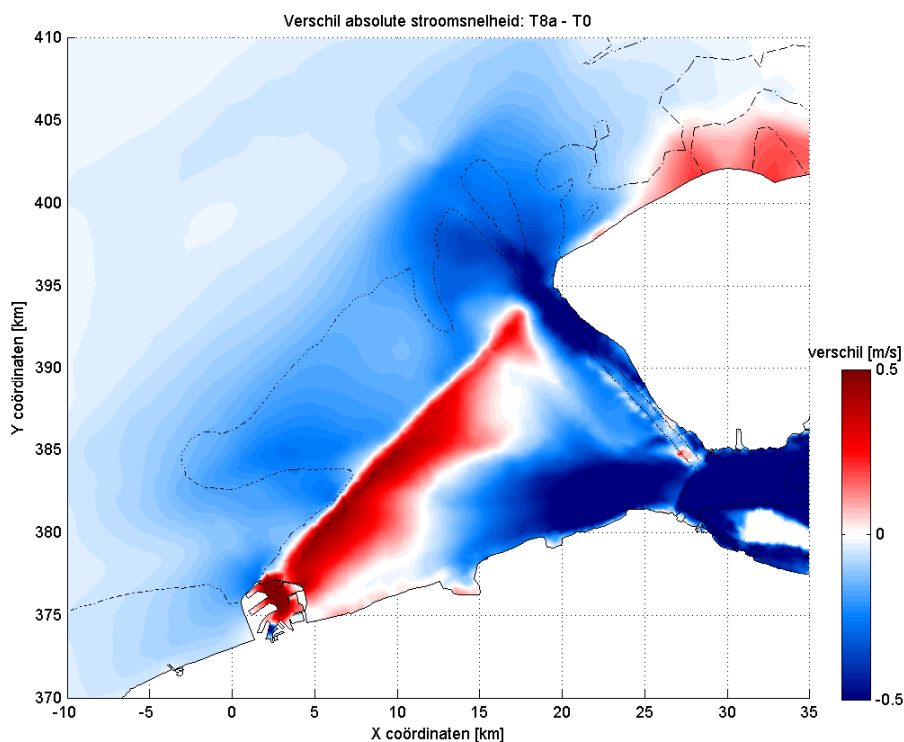 Verschil absolute stroomsnelheid: T8a - T0
410
405
400
395
390
385
380
375
370
Y coördinaten [km]
-10 -5 0 5 10 15 20 25 30 35
X coördinaten [km]
verschil [m/s]
0.5
0
-0.5